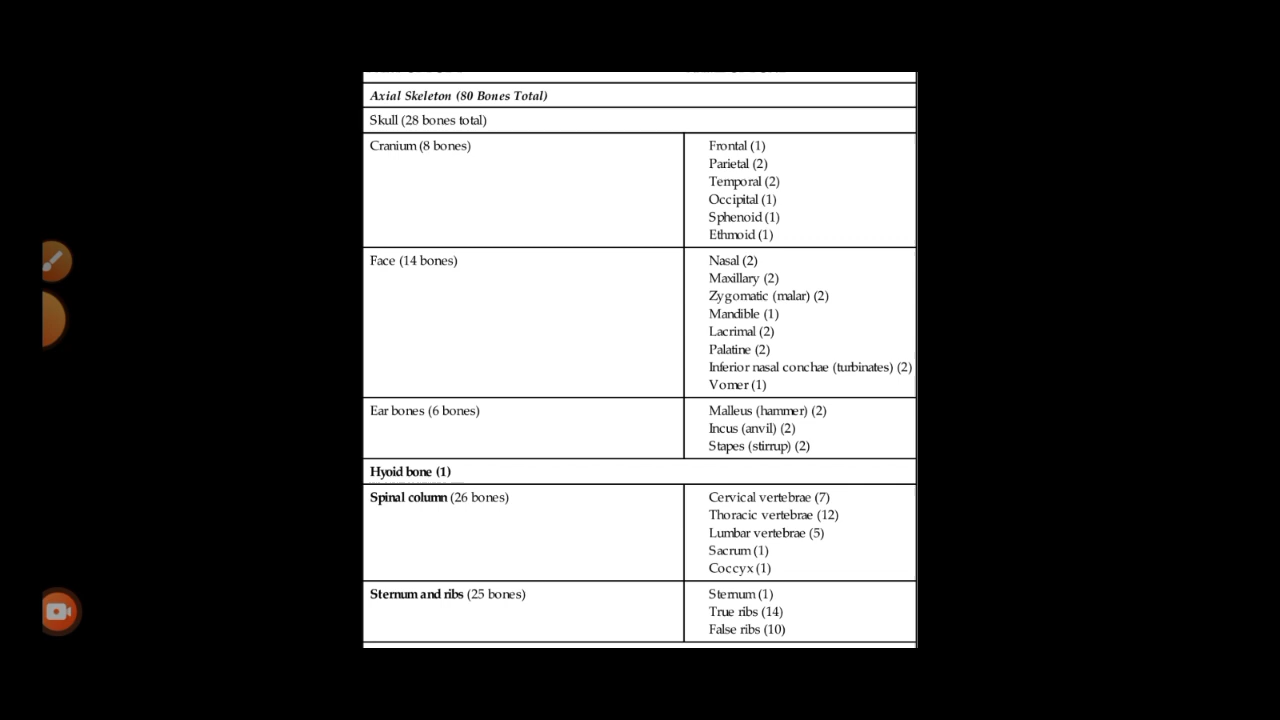 Axial Skeleton (80 Bones Total)
Skull (28 bones total)
Cranium (8 bones)
Frontal (1)
Parietal (2)
Temporal (2)
Occipital (1)
Sphenoid (1)
Ethmoid (1)
Face (14 bones)
Nasal (2)
Maxillary (2)
Zygomatic (malar) (2)
Mandible (1)
Lacrimal (2)
Palatine (2)
Inferior nasal conchae (turbinates) (2)
Vomer (1)
Ear bones (6 bones)
Malleus (hammer) (2)
Incus (anvil) (2)
Stapes (stirrup) (2)
Hyoid bone (1)
Spinal column (26 bones)
Cervical vertebrae (7)
Thoracic vertebrae (12)
Lumbar vertebrae (5)
Sacrum (1)
Coccyx (1)
Sternum and ribs (25 bones)
Sternum (1)
True ribs (14)
False ribs (10)